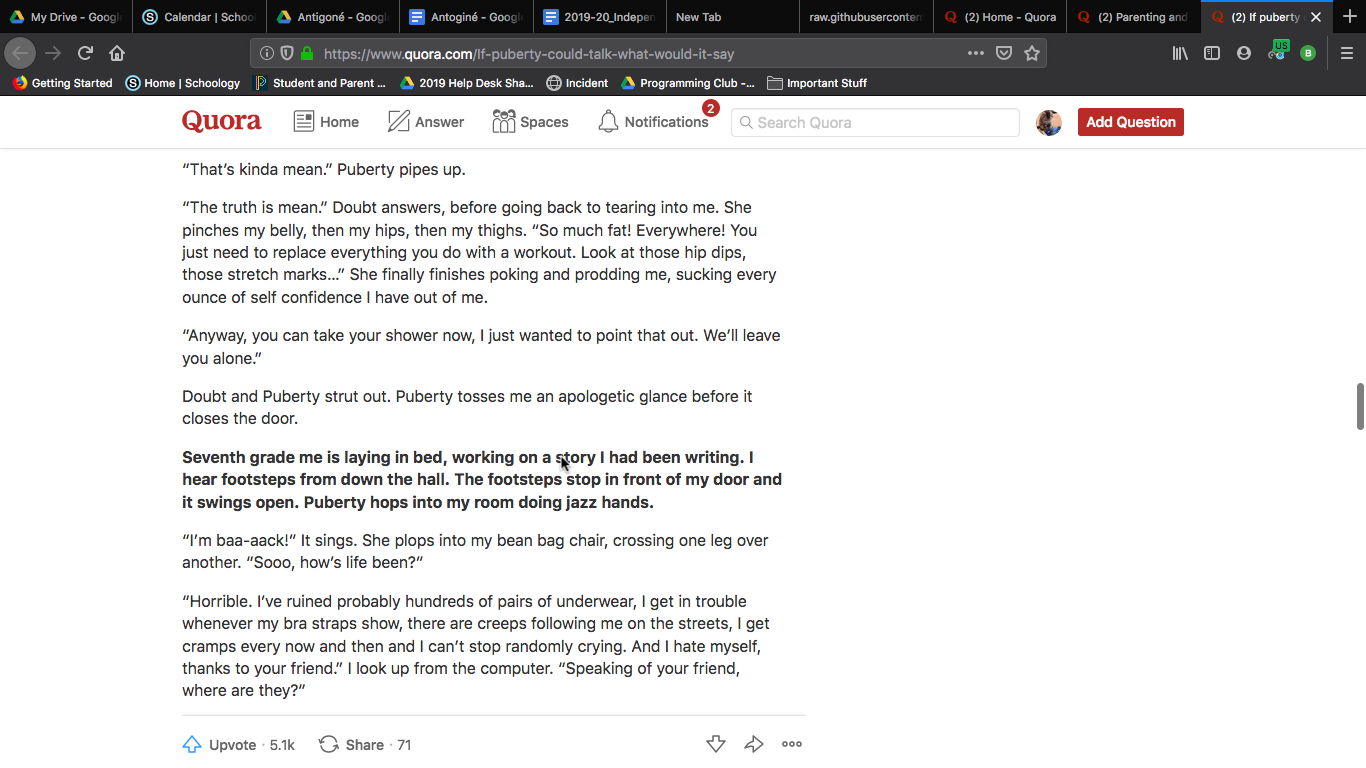 My Drive - Googl
Calendar | School
Antigoné - Googl
Antoginé - Googl
2019-20_Indepen
New Tab
raw.githubusercontent
(2) Home - Quora
(2) Parenting and
(2) If puberty
https://www.quora.com/If-puberty-could-talk-what-would-it-say
US
B
Getting Started
Home | Schoology
Student and Parent ...
2019 Help Desk Sha...
Incident
Programming Club -...
Important Stuff
Quora
Home
Answer
Spaces
Notifications
2
Search Quora
Add Question
“That’s kinda mean.” Puberty pipes up.
“The truth is mean.” Doubt answers, before going back to tearing into me. She
pinches my belly, then my hips, then my thighs. “So much fat! Everywhere! You
just need to replace everything you do with a workout. Look at those hip dips,
those stretch marks…” She finally finishes poking and prodding me, sucking every
ounce of self confidence I have out of me.
“Anyway, you can take your shower now, I just wanted to point that out. We’ll leave
you alone.”
Doubt and Puberty strut out. Puberty tosses me an apologetic glance before it
closes the door.
Seventh grade me is laying in bed, working on a story I had been writing. I
hear footsteps from down the hall. The footsteps stop in front of my door and
it swings open. Puberty hops into my room doing jazz hands.
“I’m baa-aack!” It sings. She plops into my bean bag chair, crossing one leg over
another. “Sooo, how’s life been?”
“Horrible. I’ve ruined probably hundreds of pairs of underwear, I get in trouble
whenever my bra straps show, there are creeps following me on the streets, I get
cramps every now and then and I can’t stop randomly crying. And I hate myself,
thanks to your friend.” I look up from the computer. “Speaking of your friend,
where are they?”
Upvote · 5.1k
Share · 71